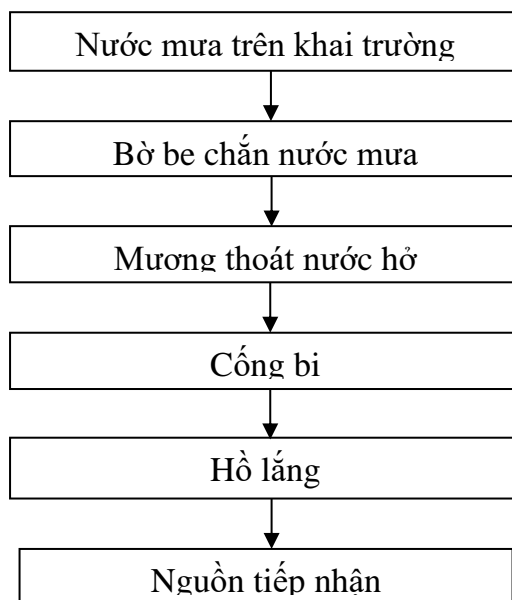 Nước mưa trên khai trường
Bờ be chắn nước mưa
Mương thoát nước hở
Cống bi
Hồ lắng
Nguồn tiếp nhận